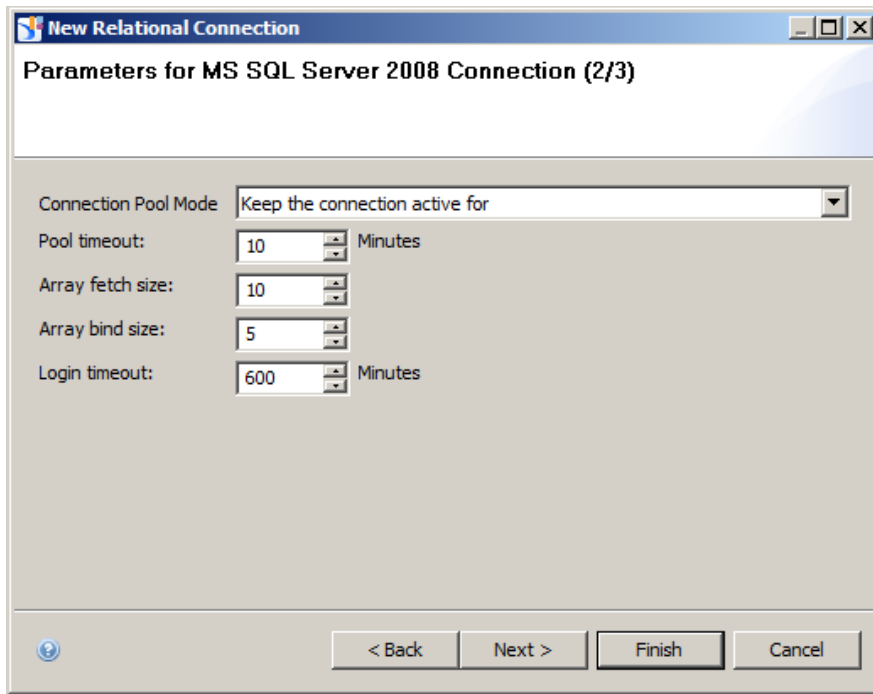 New Relational Connection
Parameters for MS SQL Server 2008 Connection (2/3)
Connection Pool Mode Keep the connection active for
Pool timeout: 10 Minutes
Array fetch size: 10
Array bind size: 5
Login timeout: 600 Minutes
? < Back Next > Finish Cancel